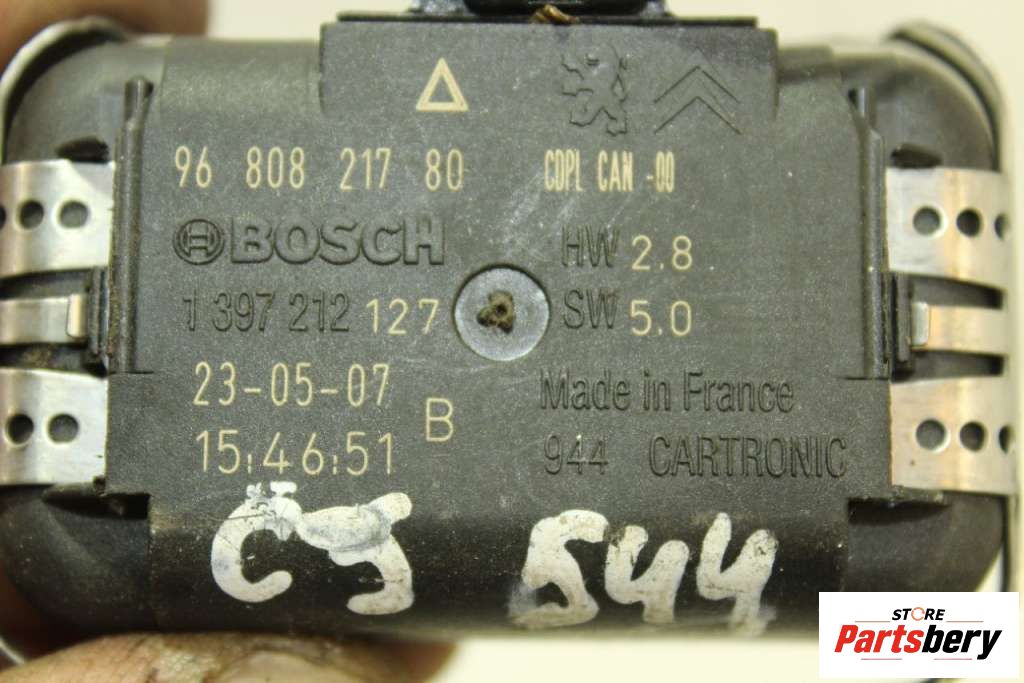 96 808 217 80 CDPL CAN -00
BOSCH HW 2.8
1 397 212 127 SW 5.0
23-05-07 Made in France
15:46:51 B 944 CARTRONIC
CJ 544
STORE
Partsbery